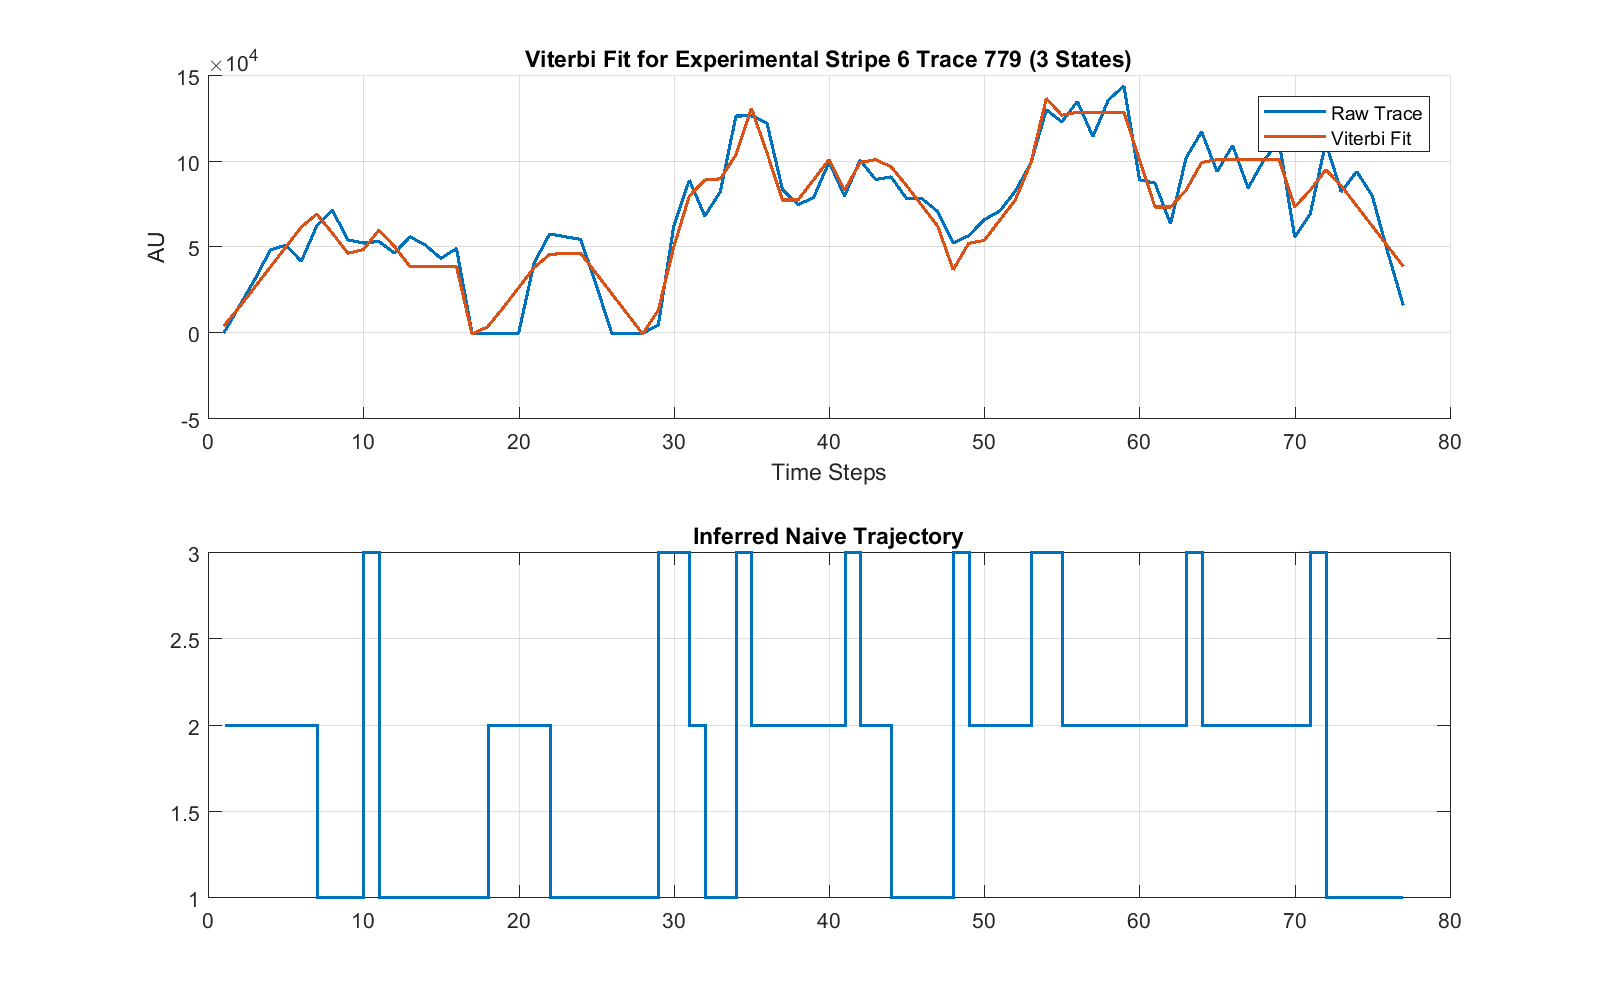 Viterbi Fit for Experimental Stripe 6 Trace 779 (3 States)
×10⁴
15
10
5
0
-5
AU
Raw Trace
Viterbi Fit
0 10 20 30 40 50 60 70 80
Time Steps
Inferred Naive Trajectory
3
2.5
2
1.5
1
0 10 20 30 40 50 60 70 80